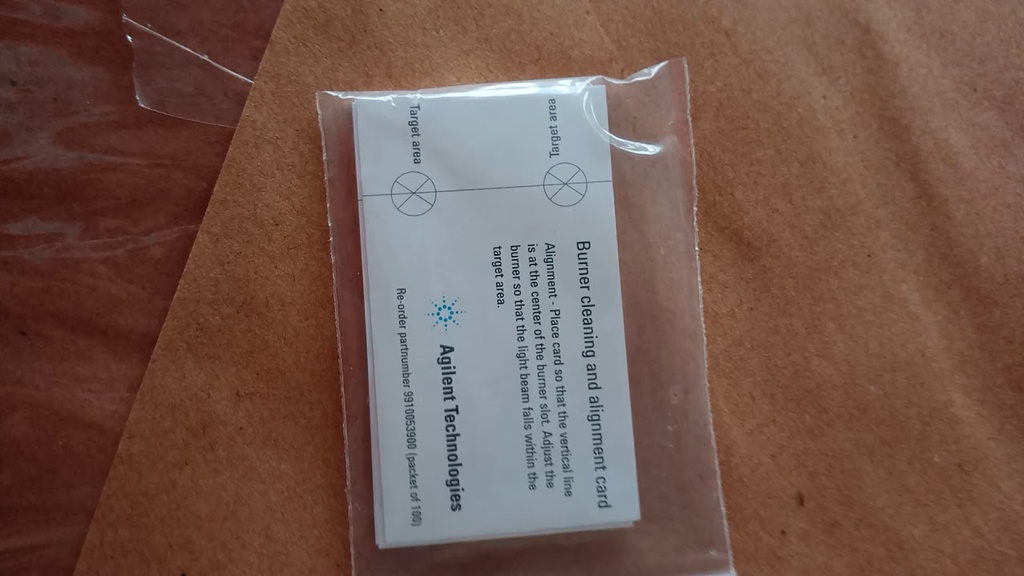 Burner cleaning and alignment card
Alignment - Place card so that the vertical line
is at the center of the burner slot. Adjust the
burner so that the light beam falls within the
target area.
Agilent Technologies
Re-order partnumber 9910053900 (packet of 100)
Target area
Target area